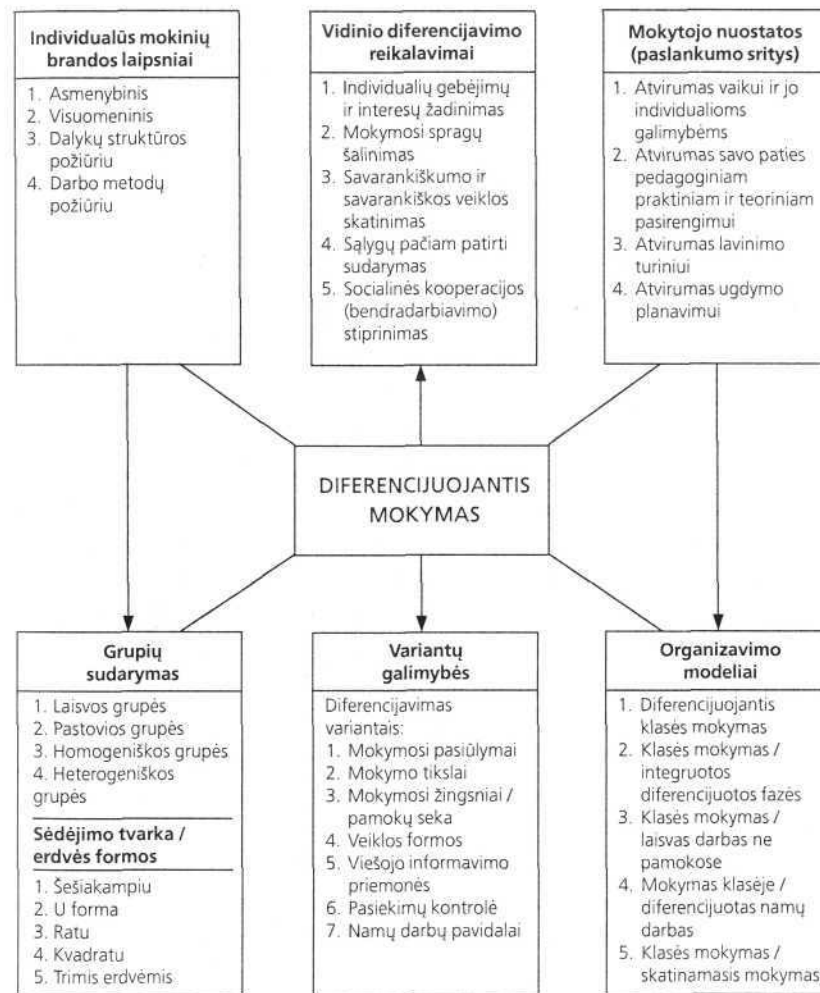 Individualūs mokinių
brandos laipsniai
1. Asmenybinis
2. Visuomeninis
3. Dalykų struktūros
požiūriu
4. Darbo metodų
požiūriu
Vidinio diferencijavimo
reikalavimai
1. Individualių gebėjimų
ir interesų žadinimas
2. Mokymosi spragų
šalinimas
3. Savarankiškumo ir
savarankiškos veiklos
skatinimas
4. Sąlygų pačiam patirti
sudarymas
5. Socialinės kooperacijos
(bendradarbiavimo)
stiprinimas
Mokytojo nuostatos
(paslankumo sritys)
1. Atvirumas vaikui ir jo
individualioms
galimybėms
2. Atvirumas savo paties
pedagoginiam
praktiniam ir teoriniam
pasirengimui
3. Atvirumas lavinimo
turiniui
4. Atvirumas ugdymo
planavimui
DIFERENCIJUOJANTIS
MOKYMAS
Grupių
sudarymas
1. Laisvos grupės
2. Pastovios grupės
3. Homogeniškos grupės
4. Heterogeniškos
grupės
Sėdėjimo tvarka /
erdvės formos
1. Šešiakampiu
2. U forma
3. Ratu
4. Kvadratu
5. Trimis erdvėmis
Variantų
galimybės
Diferencijavimas
variantais:
1. Mokymosi pasiūlymai
2. Mokymo tikslai
3. Mokymosi žingsniai /
pamokų seka
4. Veiklos formos
5. Viešojo informavimo
priemonės
6. Pasiekimų kontrolė
7. Namų darbų pavidalai
Organizavimo
modeliai
1. Diferencijuojantis
klasės mokymas
2. Klasės mokymas /
integruotos
diferencijuotos fazės
3. Klasės mokymas /
laisvas darbas ne
pamokose
4. Mokymas klasėje /
diferencijuotas namų
darbas
5. Klasės mokymas /
skatinamasis mokymas